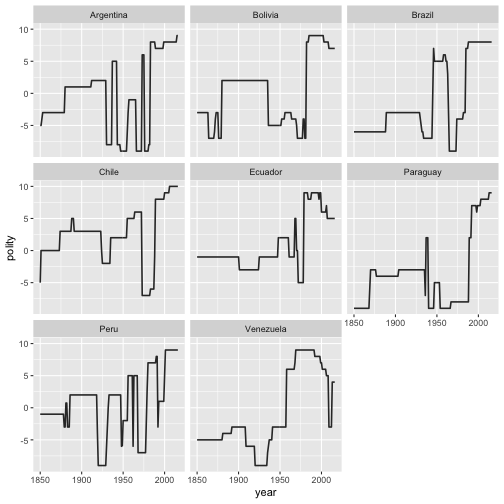 Argentina Bolivia Brazil
10
5
0
-5
Chile Ecuador Paraguay
10
5
0
-5
polity
1850 1900 1950 2000
Peru Venezuela
10
5
0
-5
1850 1900 1950 2000 1850 1900 1950 2000
year